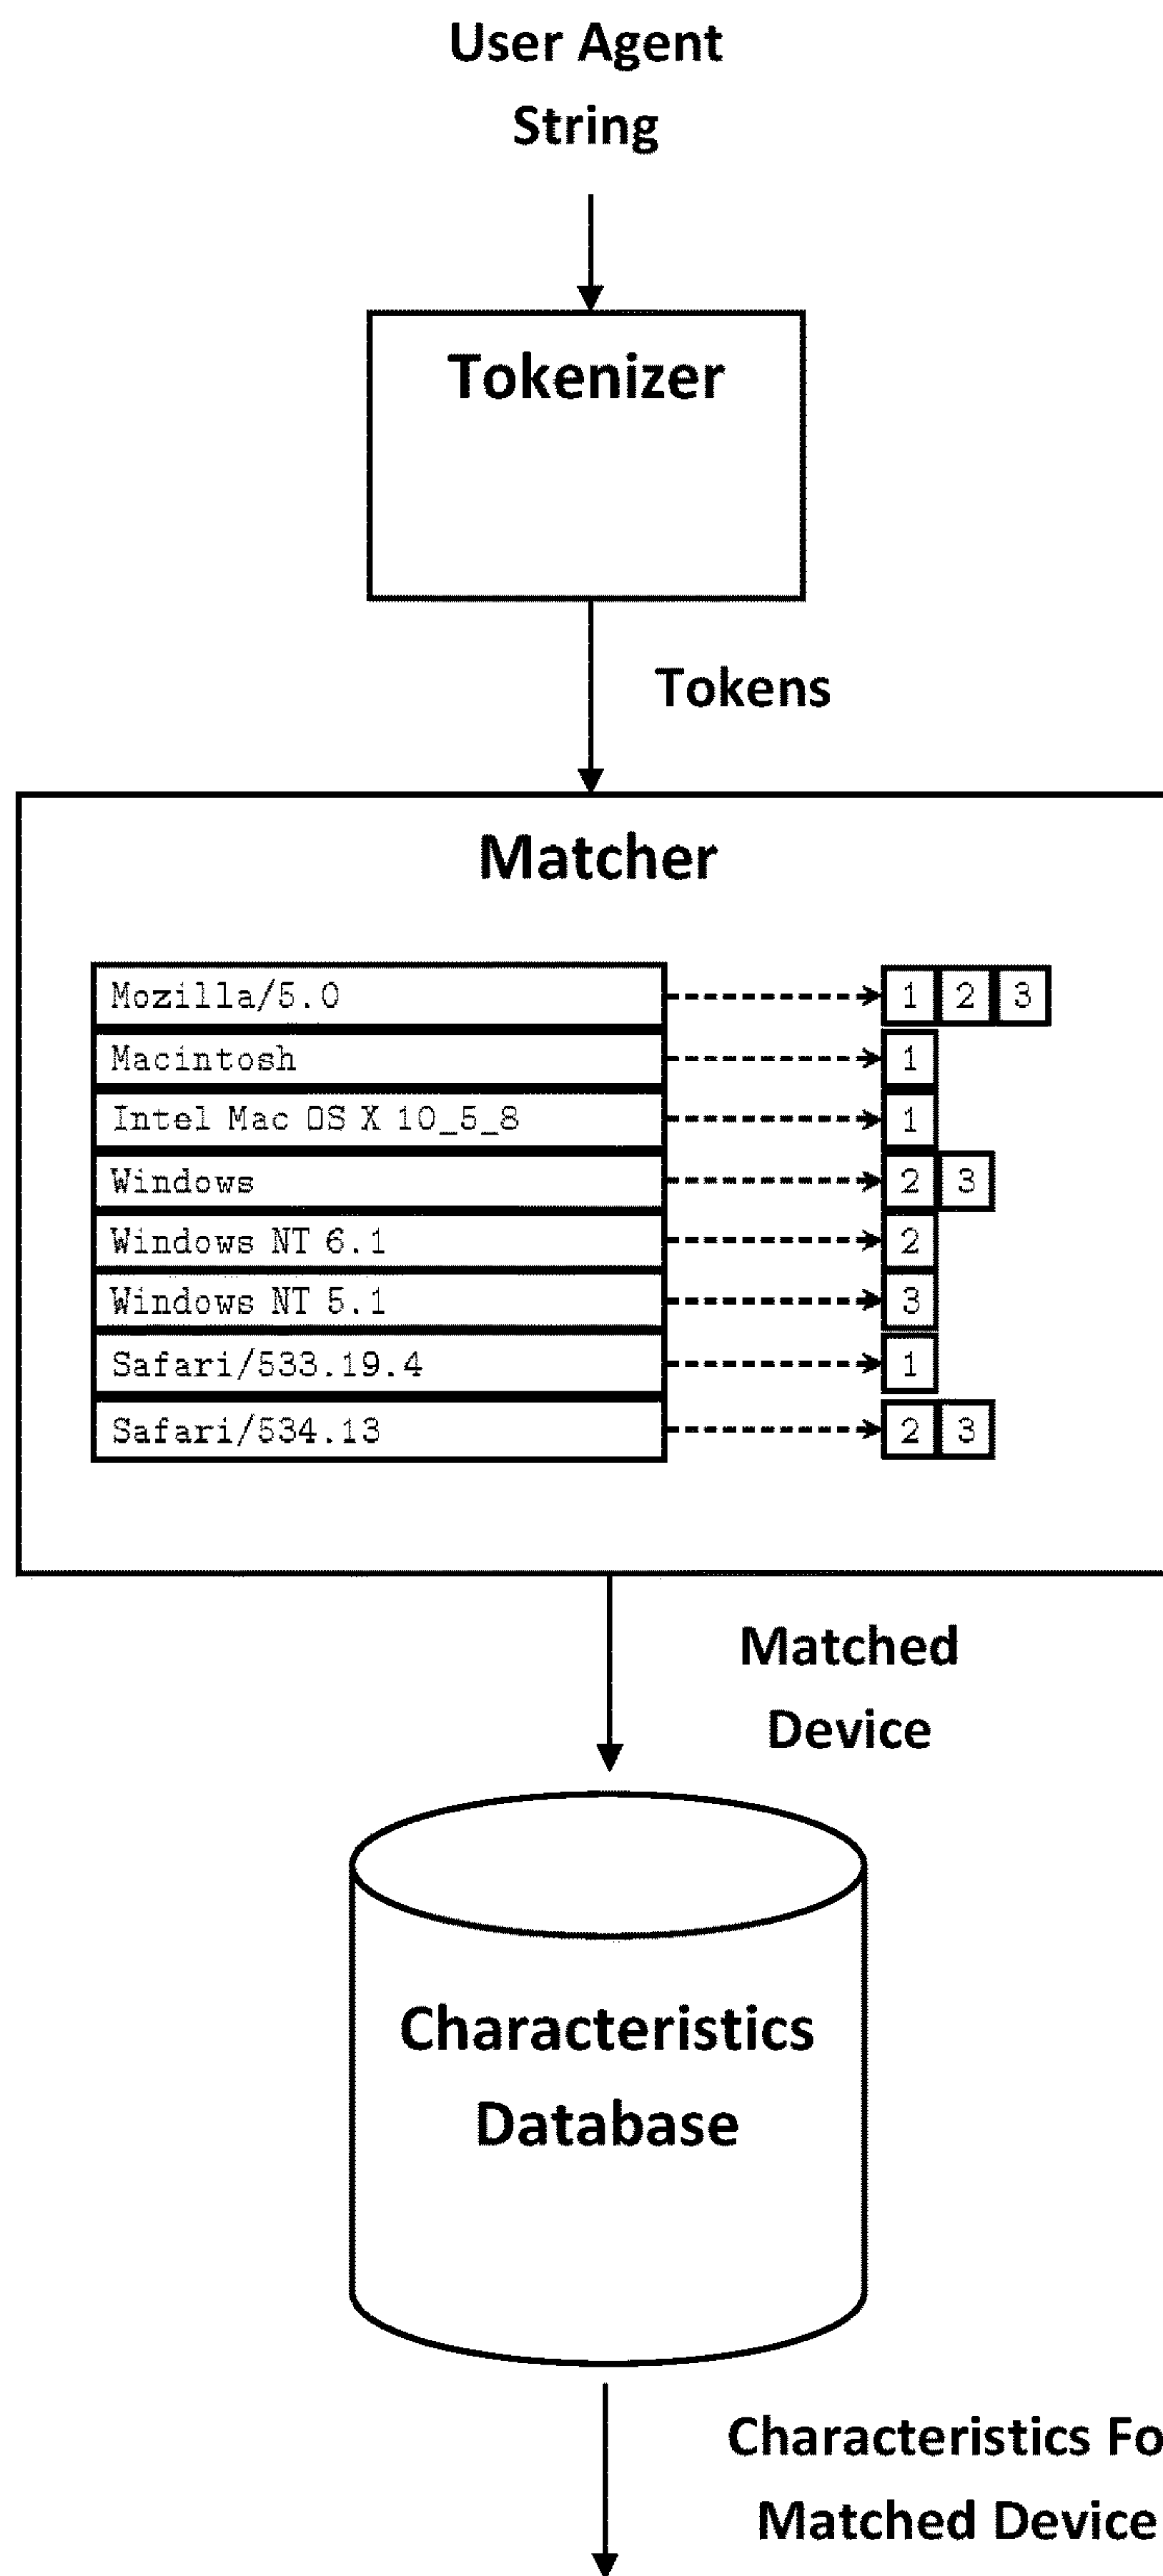 User Agent
String
Tokenizer
Tokens
Matcher
Mozilla/5.0 1 2 3
Macintosh 1
Intel Mac OS X 10_5_8 1
Windows 2 3
Windows NT 6.1 2
Windows NT 5.1 3
Safari/533.19.4 1
Safari/534.13 2 3
Matched
Device
Characteristics
Database
Characteristics Fo
Matched Device